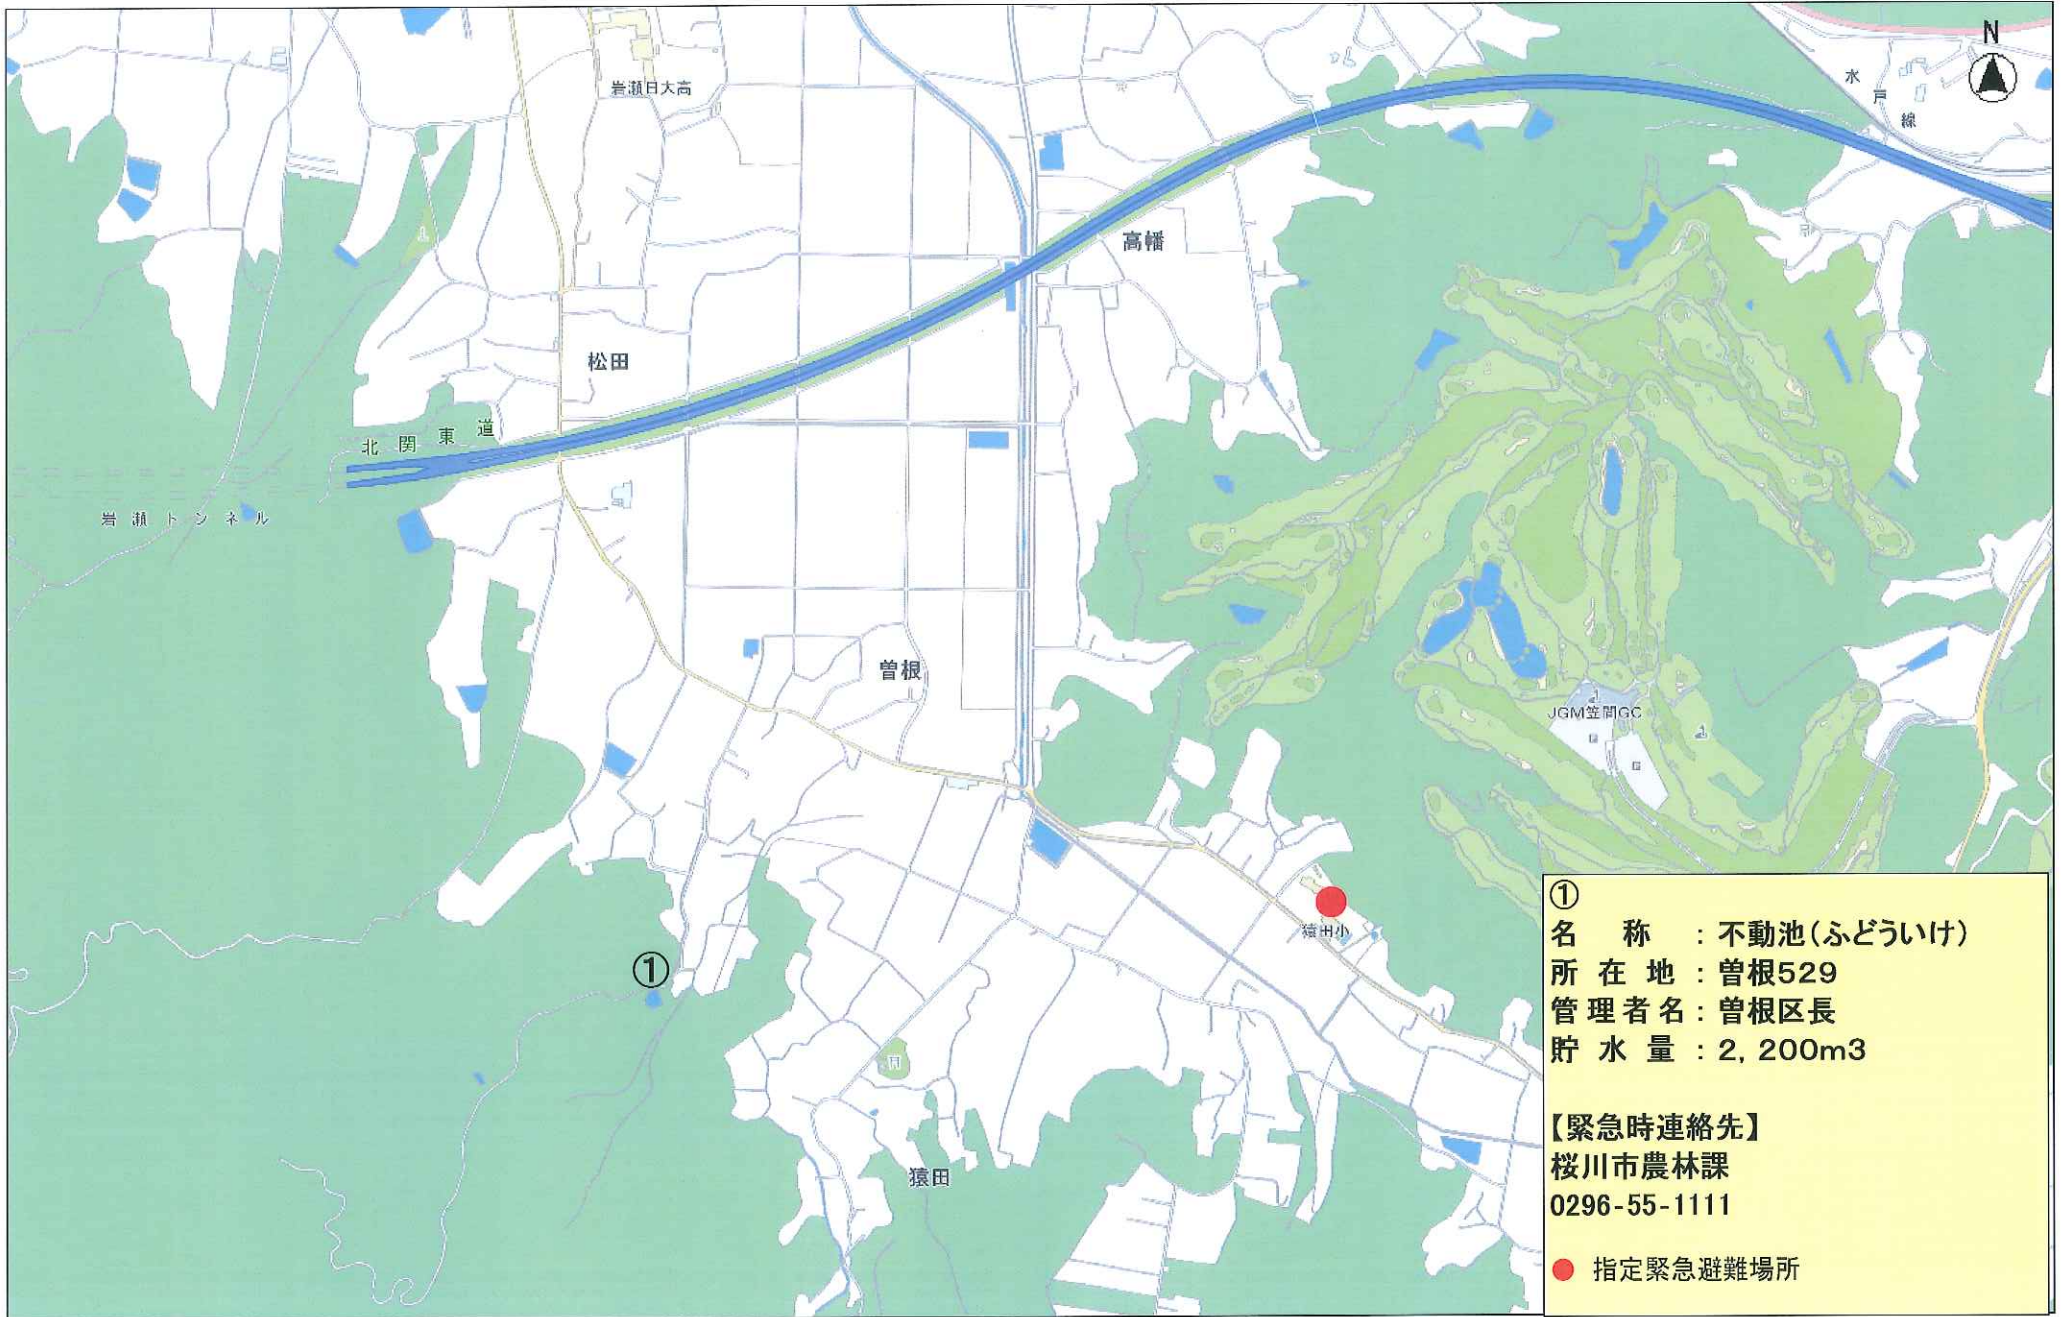 N
岩瀬日大高
水戸線
高幡
松田
北関東道
岩瀬トンネル
曽根
JGM笠間GC
猿田小
①
猿田
①
名 称 : 不動池(ふどういけ)
所 在 地 : 曽根529
管理者名 : 曽根区長
貯 水 量 : 2, 200m3
【緊急時連絡先】
桜川市農林課
0296-55-1111
指定緊急避難場所